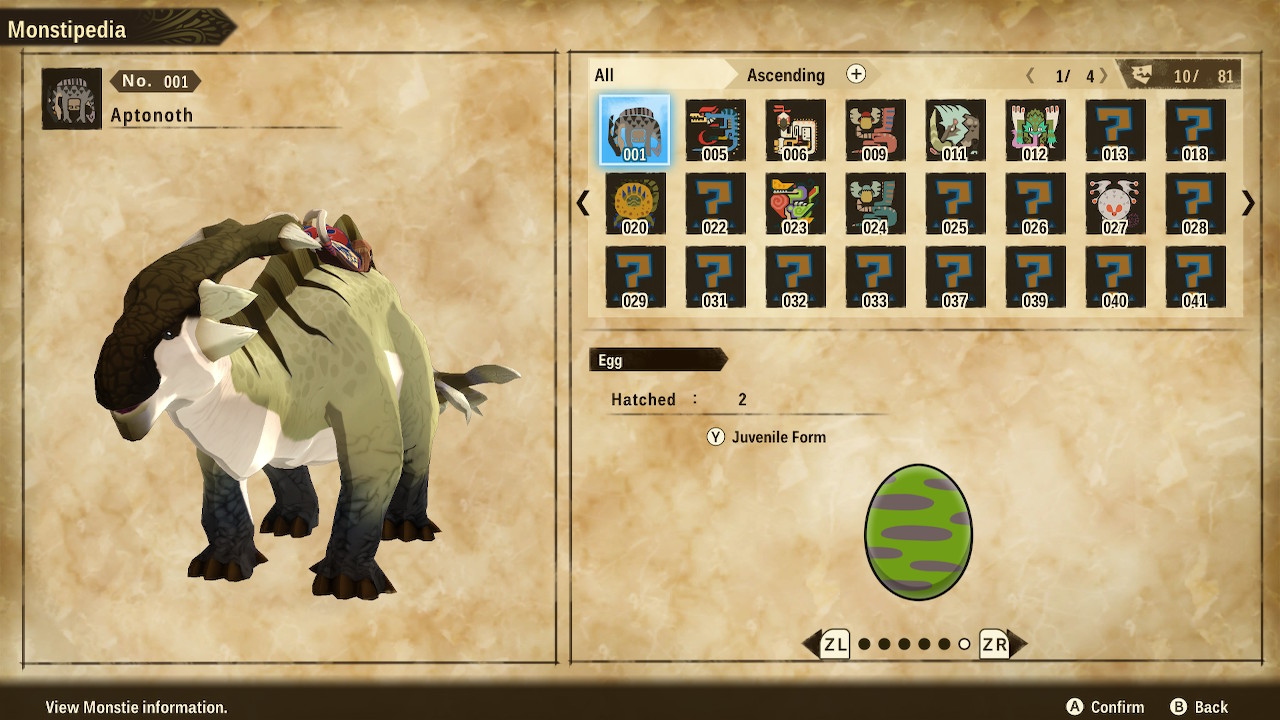 Monstipedia
No. 001
Aptonoth
All
Ascending
1/ 4
10/ 81
001 005 006 009 011 012 013 018
020 022 023 024 025 026 027 028
029 031 032 033 037 039 040 041
Egg
Hatched : 2
Y Juvenile Form
ZL ZR
View Monstie information.
A Confirm B Back